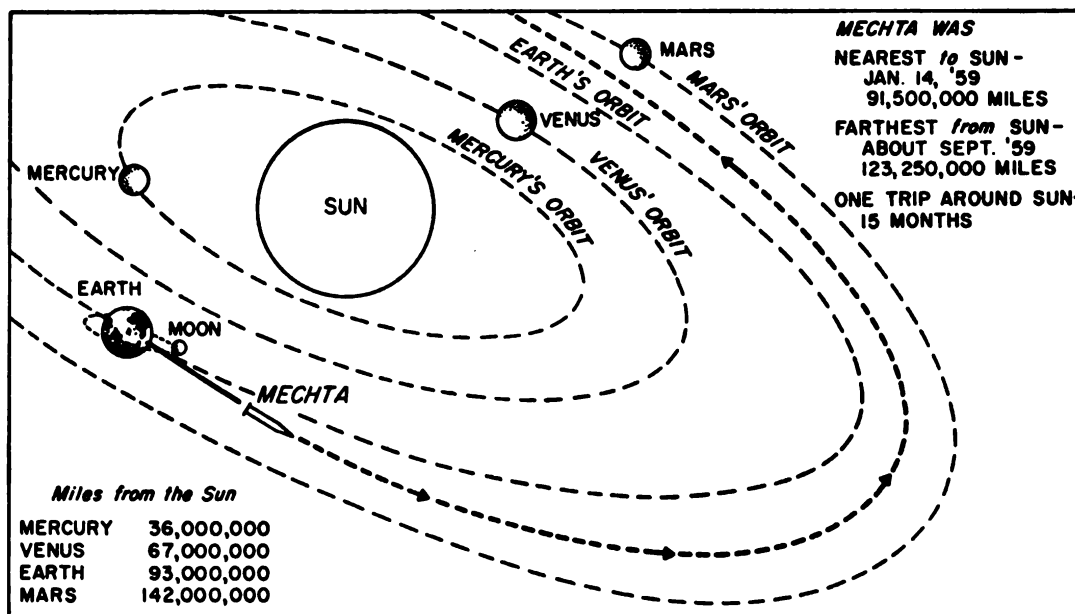 MECHTA WAS
NEAREST to SUN-
JAN. 14, '59
91,500,000 MILES
FARTHEST from SUN-
ABOUT SEPT. '59
123,250,000 MILES
ONE TRIP AROUND SUN-
15 MONTHS
MARS
MARS' ORBIT
EARTH'S ORBIT
VENUS
VENUS' ORBIT
MERCURY'S ORBIT
MERCURY
SUN
EARTH
MOON
MECHTA
Miles from the Sun
MERCURY 36,000,000
VENUS 67,000,000
EARTH 93,000,000
MARS 142,000,000